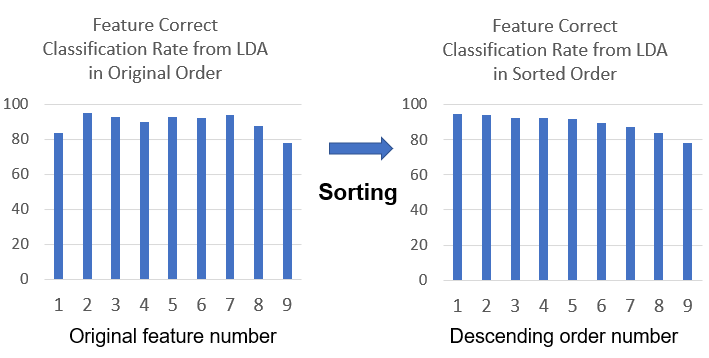 Feature Correct
Classification Rate from LDA
in Original Order
100
80
60
40
20
0
1 2 3 4 5 6 7 8 9
Original feature number
Sorting
Feature Correct
Classification Rate from LDA
in Sorted Order
100
80
60
40
20
0
1 2 3 4 5 6 7 8 9
Descending order number